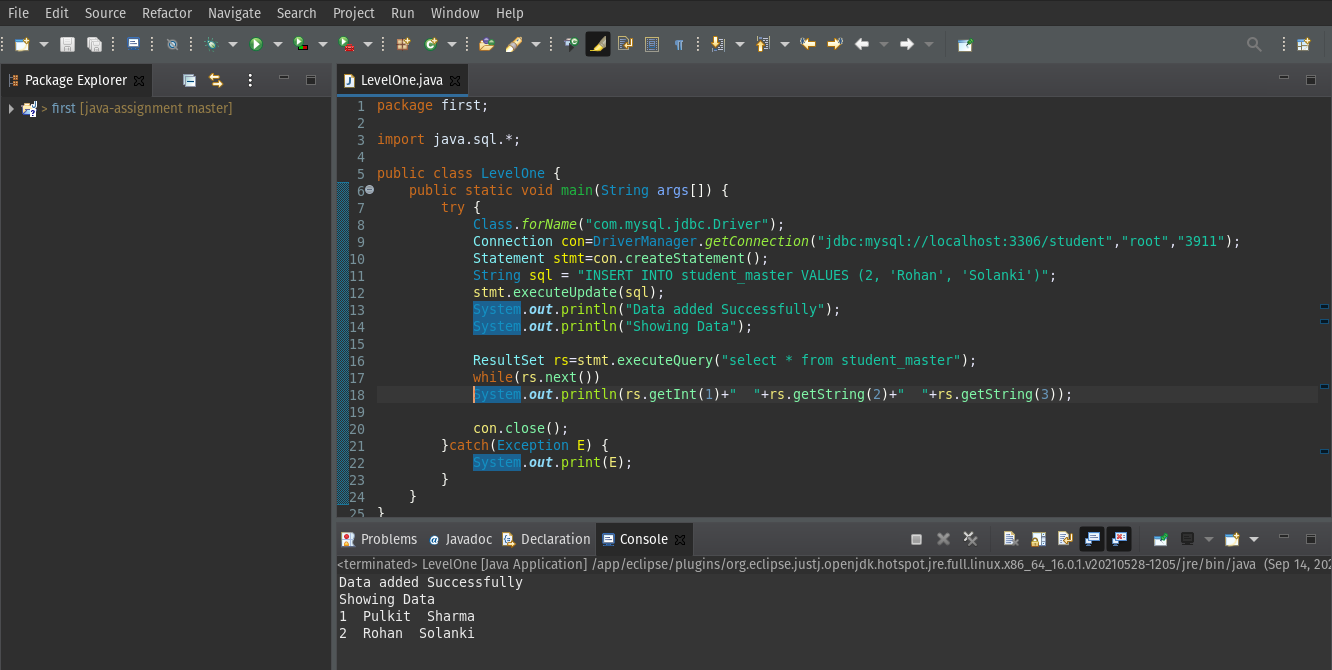 File Edit Source Refactor Navigate Search Project Run Window Help
Package Explorer
> first [java-assignment master]
LevelOne.java
1 package first;
2
3 import java.sql.*;
4
5 public class LevelOne {
6 public static void main(String args[]) {
7 try {
8 Class.forName("com.mysql.jdbc.Driver");
9 Connection con=DriverManager.getConnection("jdbc:mysql://localhost:3306/student","root","3911");
10 Statement stmt=con.createStatement();
11 String sql = "INSERT INTO student_master VALUES (2, 'Rohan', 'Solanki')";
12 stmt.executeUpdate(sql);
13 System.out.println("Data added Successfully");
14 System.out.println("Showing Data");
15
16 ResultSet rs=stmt.executeQuery("select * from student_master");
17 while(rs.next())
18 System.out.println(rs.getInt(1)+"  "+rs.getString(2)+"  "+rs.getString(3));
19
20 con.close();
21 }catch(Exception E) {
22 System.out.print(E);
23 }
24 }
25 }
Problems Javadoc Declaration Console
<terminated> LevelOne [Java Application] /app/eclipse/plugins/org.eclipse.justj.openjdk.hotspot.jre.full.linux.x86_64_16.0.1.v20210528-1205/jre/bin/java (Sep 14, 202
Data added Successfully
Showing Data
1  Pulkit  Sharma
2  Rohan  Solanki